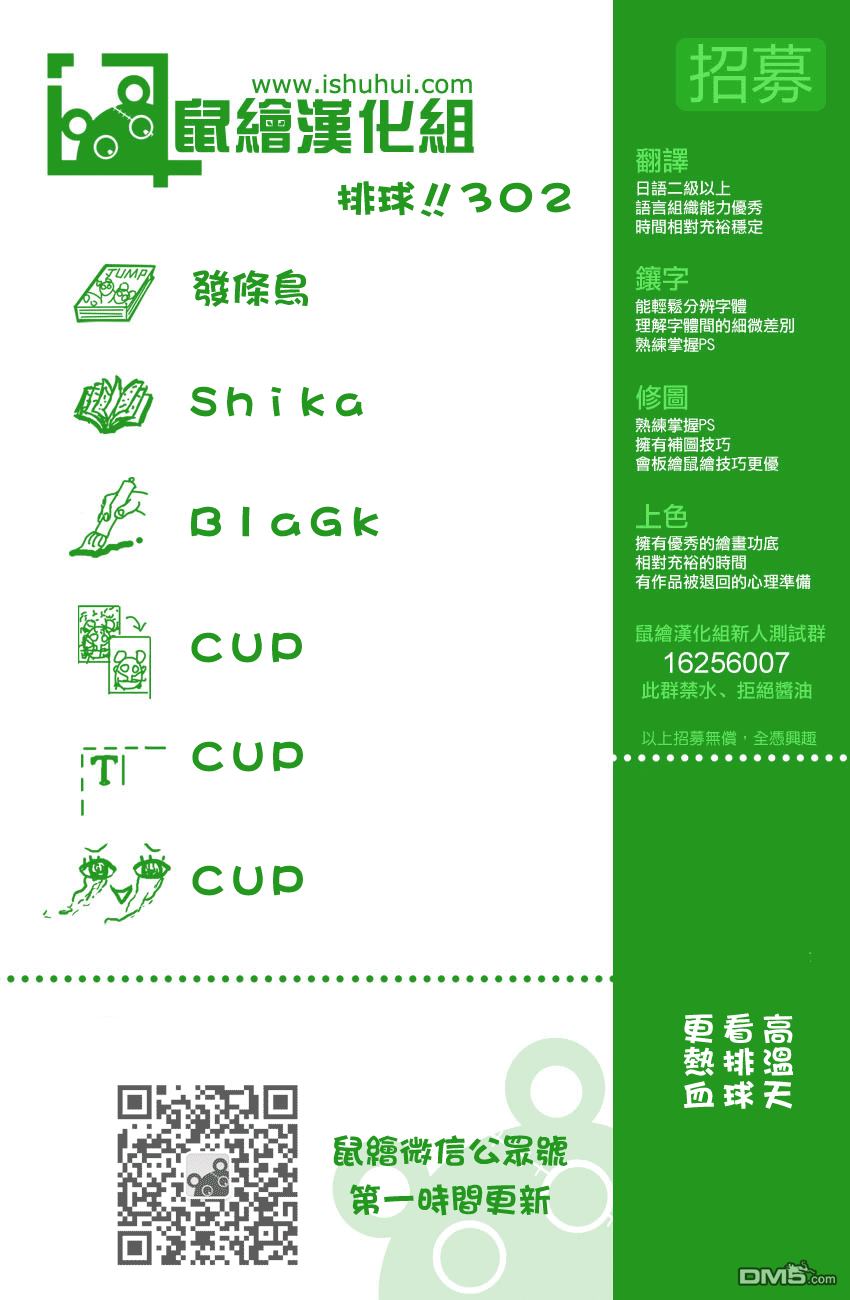 www.ishuhui.com
鼠繪漢化組
排球!!302
JUMP
發條鳥
Shika
BlaGk
CUP
T
CUP
CUP
招募
翻譯
日語二級以上
語言組織能力優秀
時間相對充裕穩定
鑲字
能輕鬆分辨字體
理解字體間的細微差別
熟練掌握PS
修圖
熟練掌握PS
擁有補圖技巧
會板繪鼠繪技巧更優
上色
擁有優秀的繪畫功底
相對充裕的時間
有作品被退回的心理準備
鼠繪漢化組新人測試群
16256007
此群禁水、拒絕醬油
以上招募無償，全憑興趣
高溫天
看排球
更熱血
鼠繪微信公眾號
第一時間更新
DM5.com